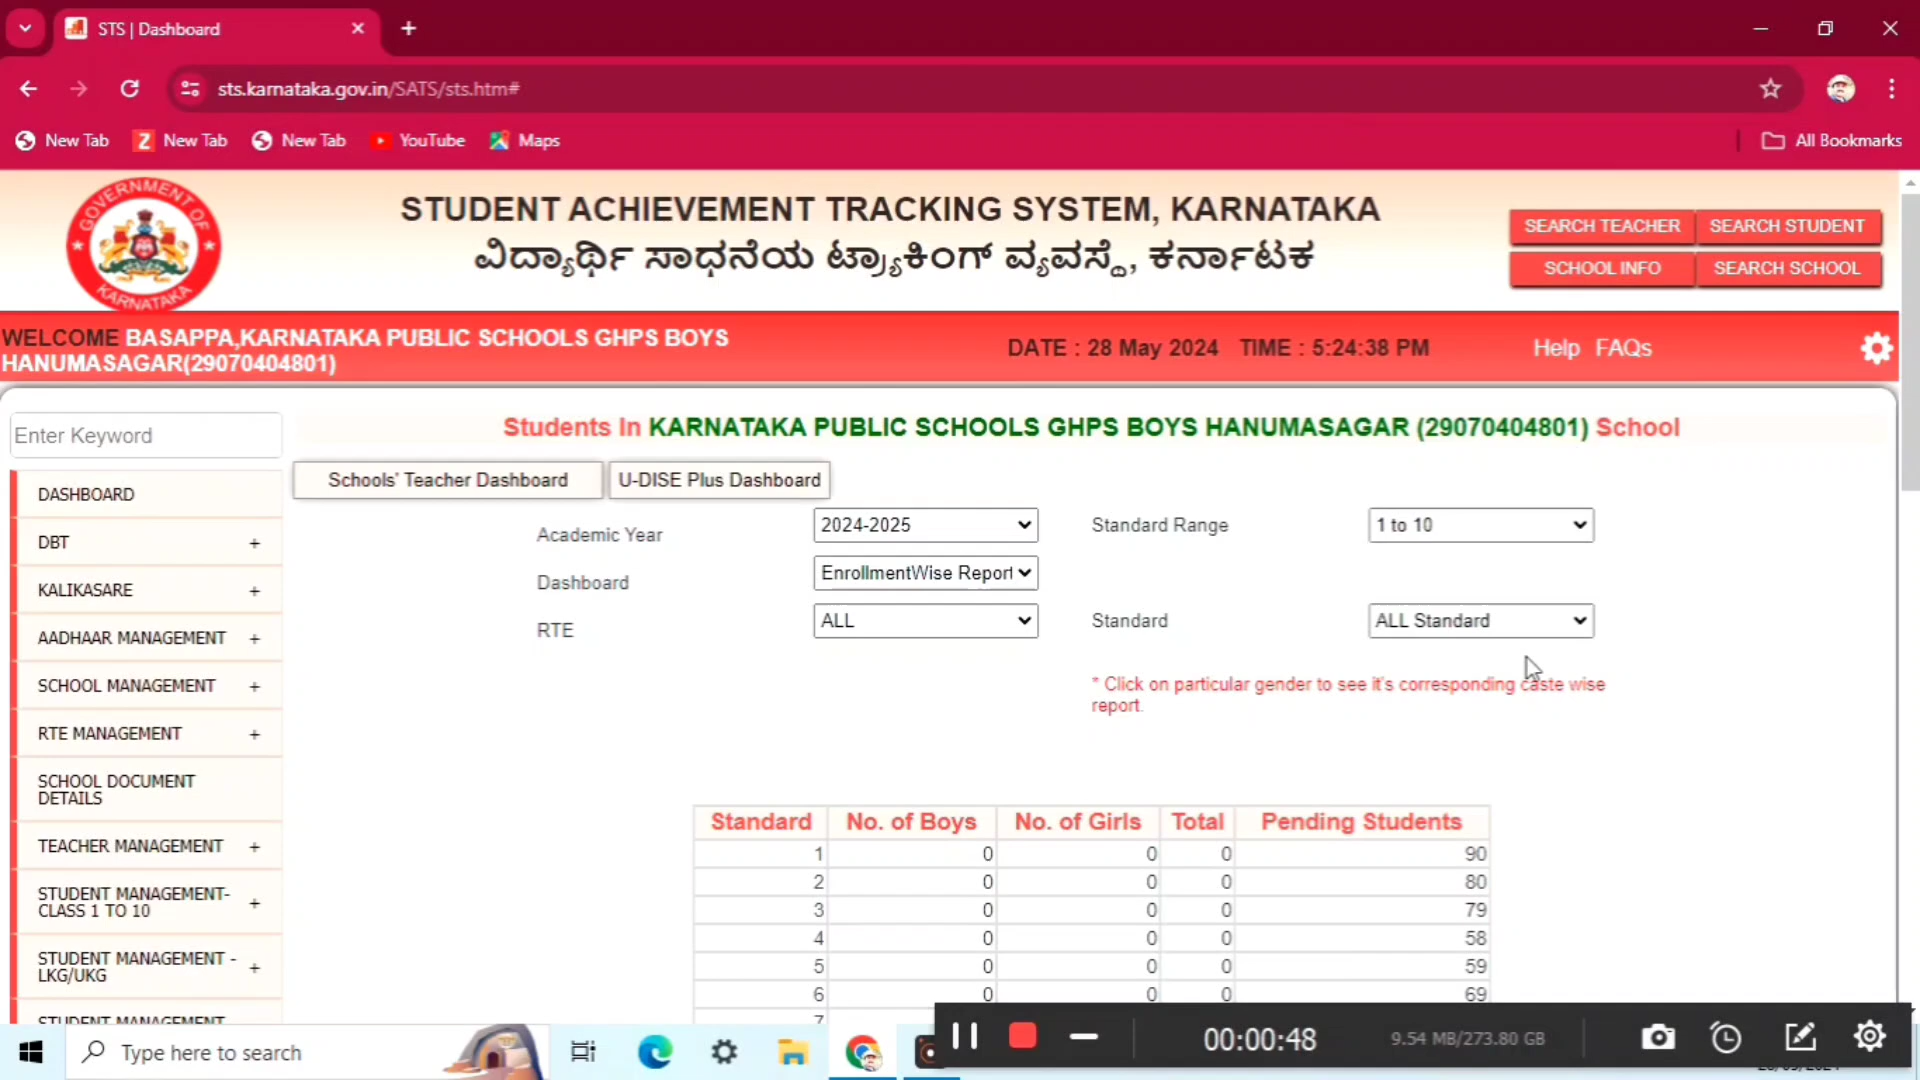 STS | Dashboard
sts.karnataka.gov.in/SATS/sts.htm#
New Tab
New Tab
New Tab
YouTube
Maps
All Bookmarks
GOVERNMENT OF
KARNATAKA
STUDENT ACHIEVEMENT TRACKING SYSTEM, KARNATAKA
ವಿದ್ಯಾರ್ಥಿ ಸಾಧನೆಯ ಟ್ರ್ಯಾಕಿಂಗ್ ವ್ಯವಸ್ಥೆ, ಕರ್ನಾಟಕ
SEARCH TEACHER SEARCH STUDENT
SCHOOL INFO SEARCH SCHOOL
WELCOME BASAPPA,KARNATAKA PUBLIC SCHOOLS GHPS BOYS
HANUMASAGAR(29070404801)
DATE : 28 May 2024 TIME : 5:24:38 PM
Help FAQs
Enter Keyword
DASHBOARD
DBT +
KALIKASARE +
AADHAAR MANAGEMENT +
SCHOOL MANAGEMENT +
RTE MANAGEMENT +
SCHOOL DOCUMENT
DETAILS
TEACHER MANAGEMENT +
STUDENT MANAGEMENT-
CLASS 1 TO 10 +
STUDENT MANAGEMENT -
LKG/UKG +
STUDENT MANAGEMENT
Students In KARNATAKA PUBLIC SCHOOLS GHPS BOYS HANUMASAGAR (29070404801) School
Schools' Teacher Dashboard U-DISE Plus Dashboard
Academic Year 2024-2025 Standard Range 1 to 10
Dashboard EnrollmentWise Report
RTE ALL Standard ALL Standard
* Click on particular gender to see it's corresponding caste wise
report.
Standard No. of Boys No. of Girls Total Pending Students
1 0 0 0 90
2 0 0 0 80
3 0 0 0 79
4 0 0 0 58
5 0 0 0 59
6 0 0 0 69
7
Type here to search
00:00:48
9.54 MB/273.80 GB